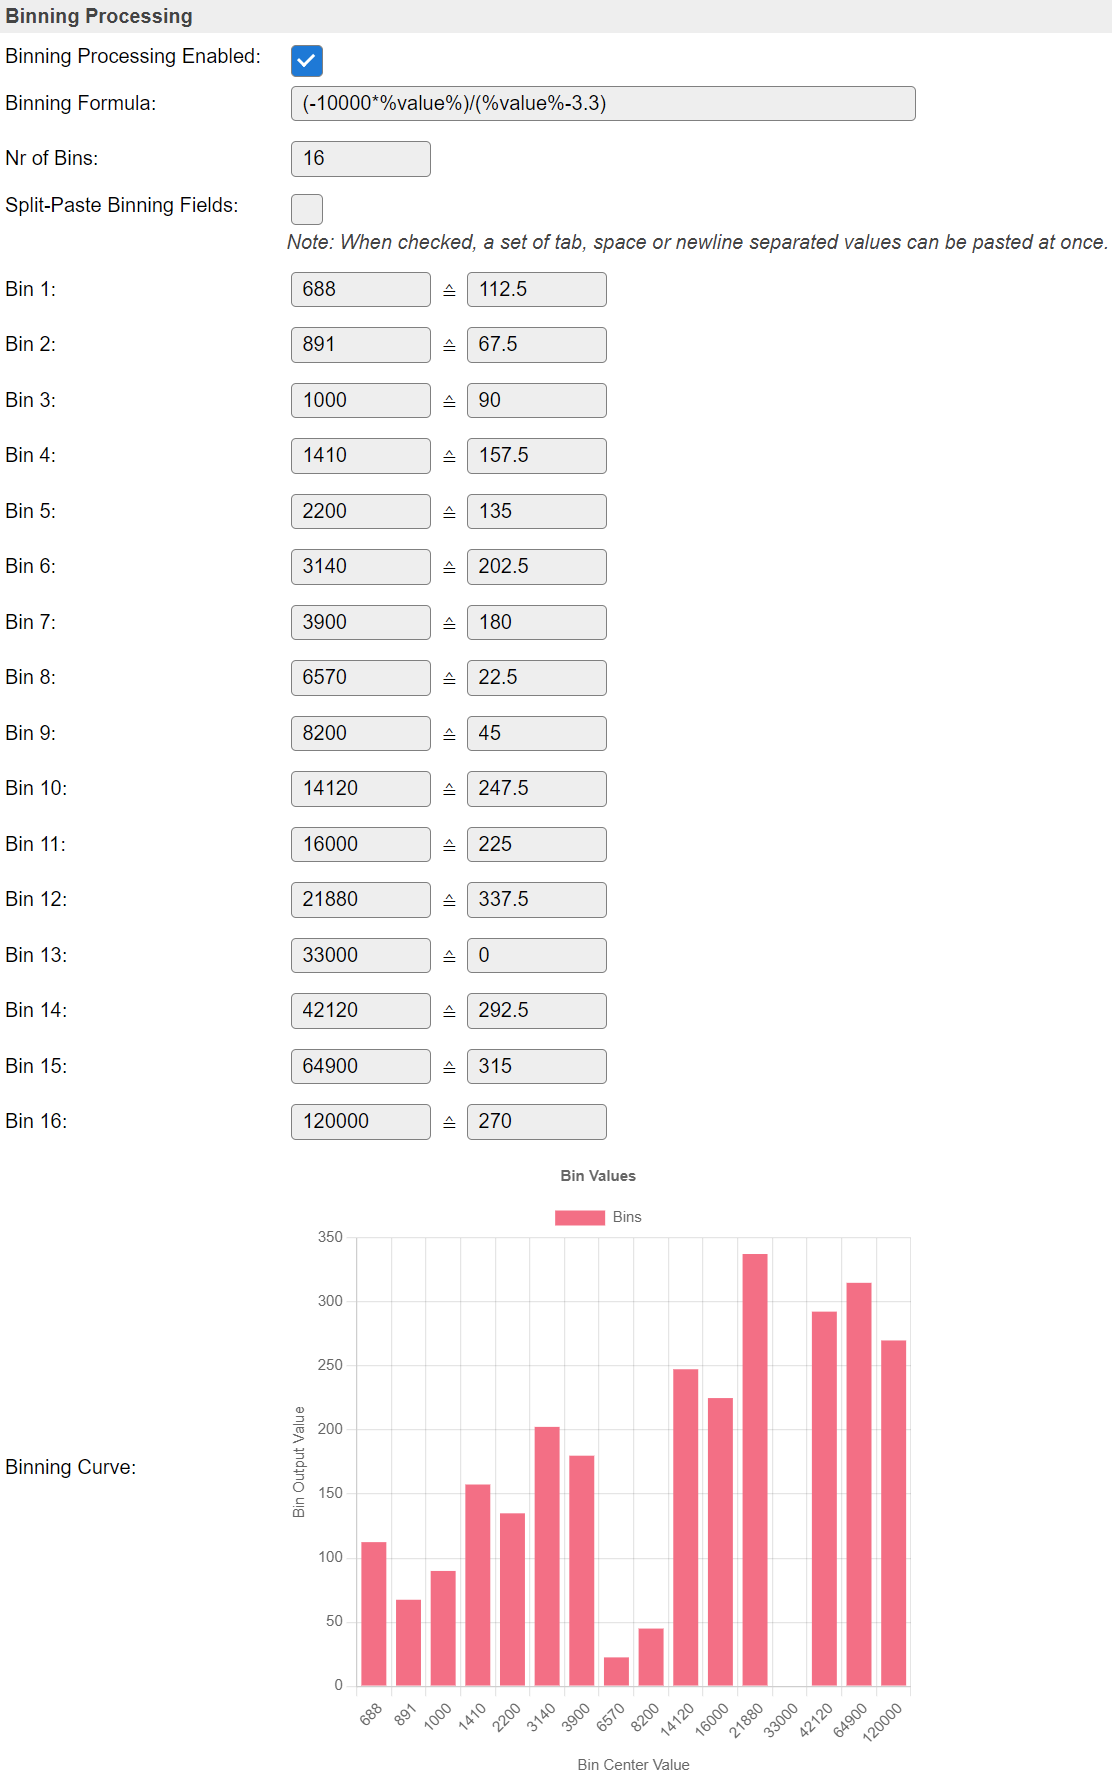 Binning Processing
Binning Processing Enabled:
Binning Formula: (-10000*%value%)/(%value%-3.3)
Nr of Bins: 16
Split-Paste Binning Fields:
Note: When checked, a set of tab, space or newline separated values can be pasted at once.
Bin 1: 688 ≙ 112.5
Bin 2: 891 ≙ 67.5
Bin 3: 1000 ≙ 90
Bin 4: 1410 ≙ 157.5
Bin 5: 2200 ≙ 135
Bin 6: 3140 ≙ 202.5
Bin 7: 3900 ≙ 180
Bin 8: 6570 ≙ 22.5
Bin 9: 8200 ≙ 45
Bin 10: 14120 ≙ 247.5
Bin 11: 16000 ≙ 225
Bin 12: 21880 ≙ 337.5
Bin 13: 33000 ≙ 0
Bin 14: 42120 ≙ 292.5
Bin 15: 64900 ≙ 315
Bin 16: 120000 ≙ 270
Binning Curve:
Bin Values
Bins
Bin Output Value
350
300
250
200
150
100
50
0
688 891 1000 1410 2200 3140 3900 6570 8200 14120 16000 21880 33000 42120 64900 120000
Bin Center Value